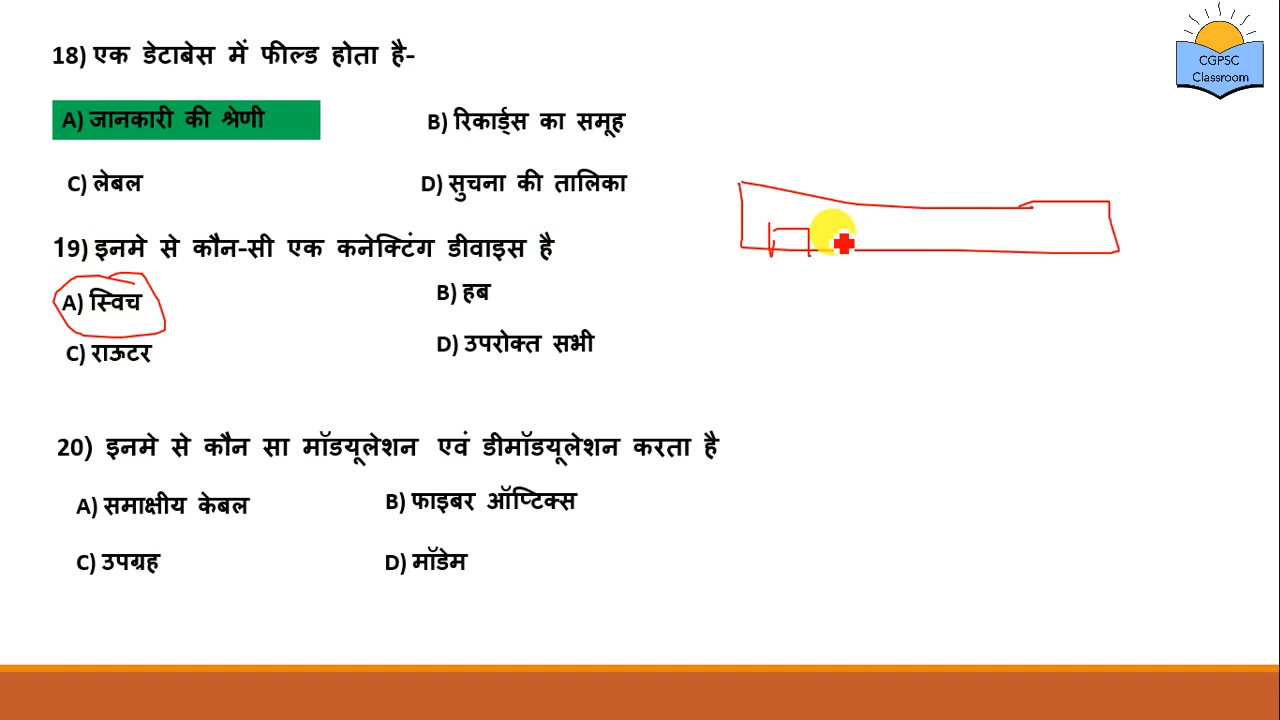 18) एक डेटाबेस में फील्ड होता है-
CGPSC
Classroom
A) जानकारी की श्रेणी
B) रिकार्ड्स का समूह
C) लेबल
D) सुचना की तालिका
19) इनमे से कौन-सी एक कनेक्टिंग डीवाइस है
A) स्विच
B) हब
C) राऊटर
D) उपरोक्त सभी
20) इनमे से कौन सा मॉडयूलेशन एवं डीमॉडयूलेशन करता है
A) समाक्षीय केबल
B) फाइबर ऑप्टिक्स
C) उपग्रह
D) मॉडेम